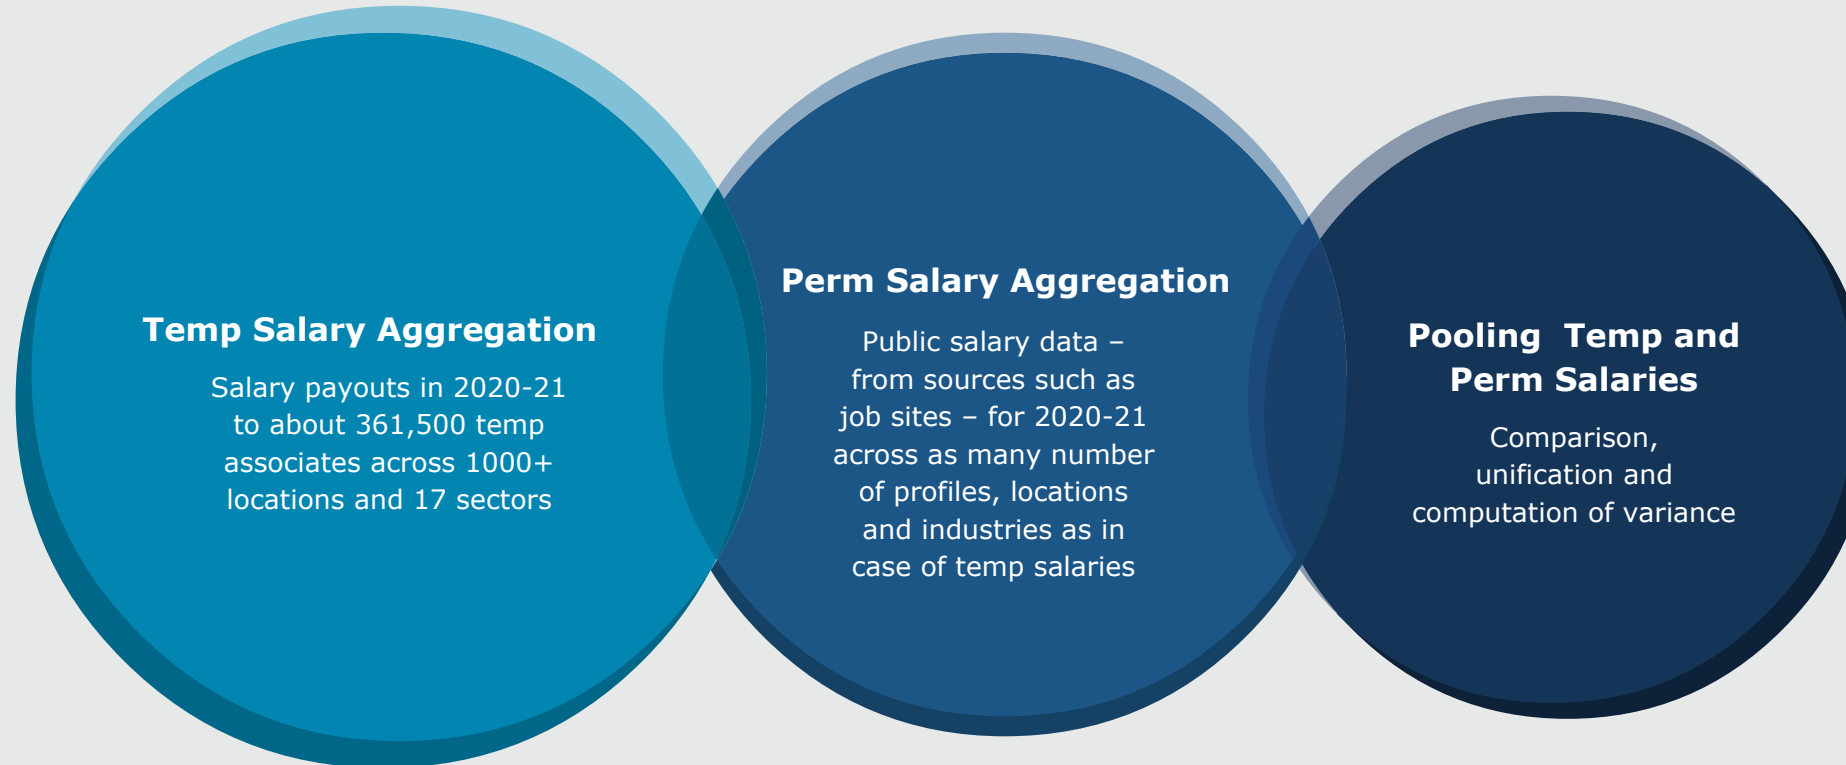 Temp Salary Aggregation
Salary payouts in 2020-21
to about 361,500 temp
associates across 1000+
locations and 17 sectors
Perm Salary Aggregation
Public salary data –
from sources such as
job sites – for 2020-21
across as many number
of profiles, locations
and industries as in
case of temp salaries
Pooling  Temp and
Perm Salaries
Comparison,
unification and
computation of variance